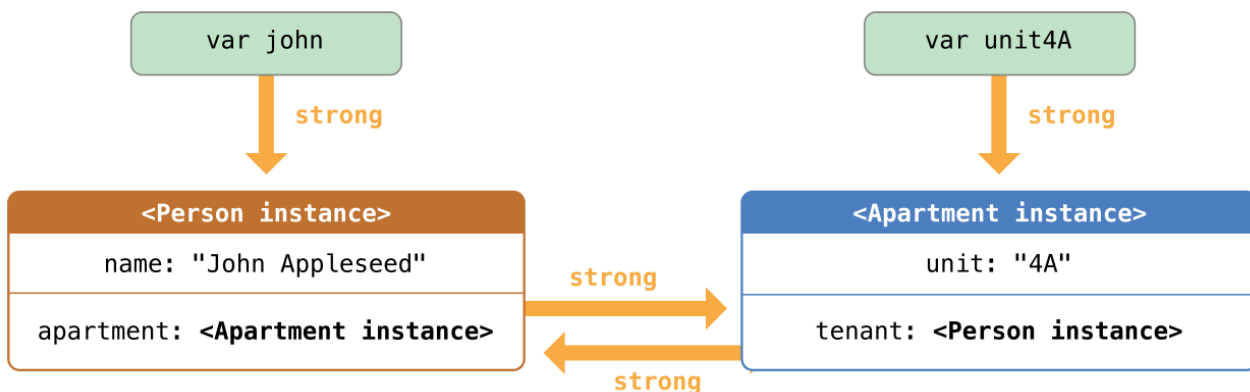 var john
var unit4A
strong
strong
<Person instance>
<Apartment instance>
name: "John Appleseed"
unit: "4A"
strong
apartment: <Apartment instance>
tenant: <Person instance>
strong